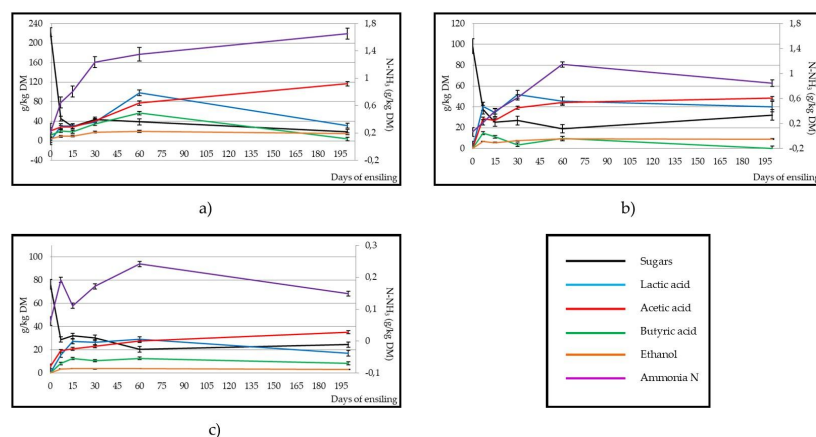 240
200
160
120
80
40
0
-40
g/kg DM
1,8
1,4
1
0,6
0,2
-0,2
N-NH3 (g/kg DM)
0 15 30 45 60 75 90 105 120 135 150 165 180 195
Days of ensiling
a)
120
100
80
60
40
20
0
g/kg DM
1,8
1,4
1
0,6
0,2
-0,2
N-NH3 (g/kg DM)
0 15 30 45 60 75 90 105 120 135 150 165 180 195
Days of ensiling
b)
100
80
60
40
20
0
g/kg DM
0,3
0,2
0,1
0
-0,1
N-NH3 (g/kg DM)
0 15 30 45 60 75 90 105 120 135 150 165 180 195
Days of ensiling
c)
Sugars
Lactic acid
Acetic acid
Butyric acid
Ethanol
Ammonia N